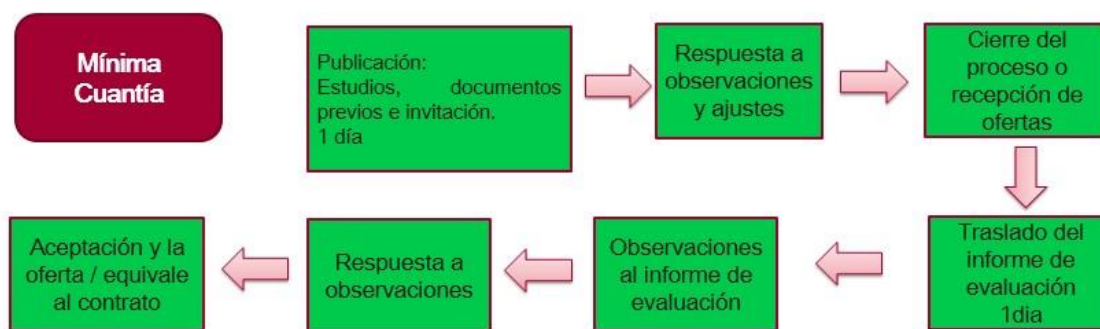 Mínima
Cuantía
Publicación:
Estudios, documentos
previos e invitación.
1 día
Respuesta a
observaciones
y ajustes
Cierre del
proceso o
recepción de
ofertas
Traslado del
informe de
evaluación
1dia
Observaciones
al informe de
evaluación
Respuesta a
observaciones
Aceptación y la
oferta / equivale
al contrato